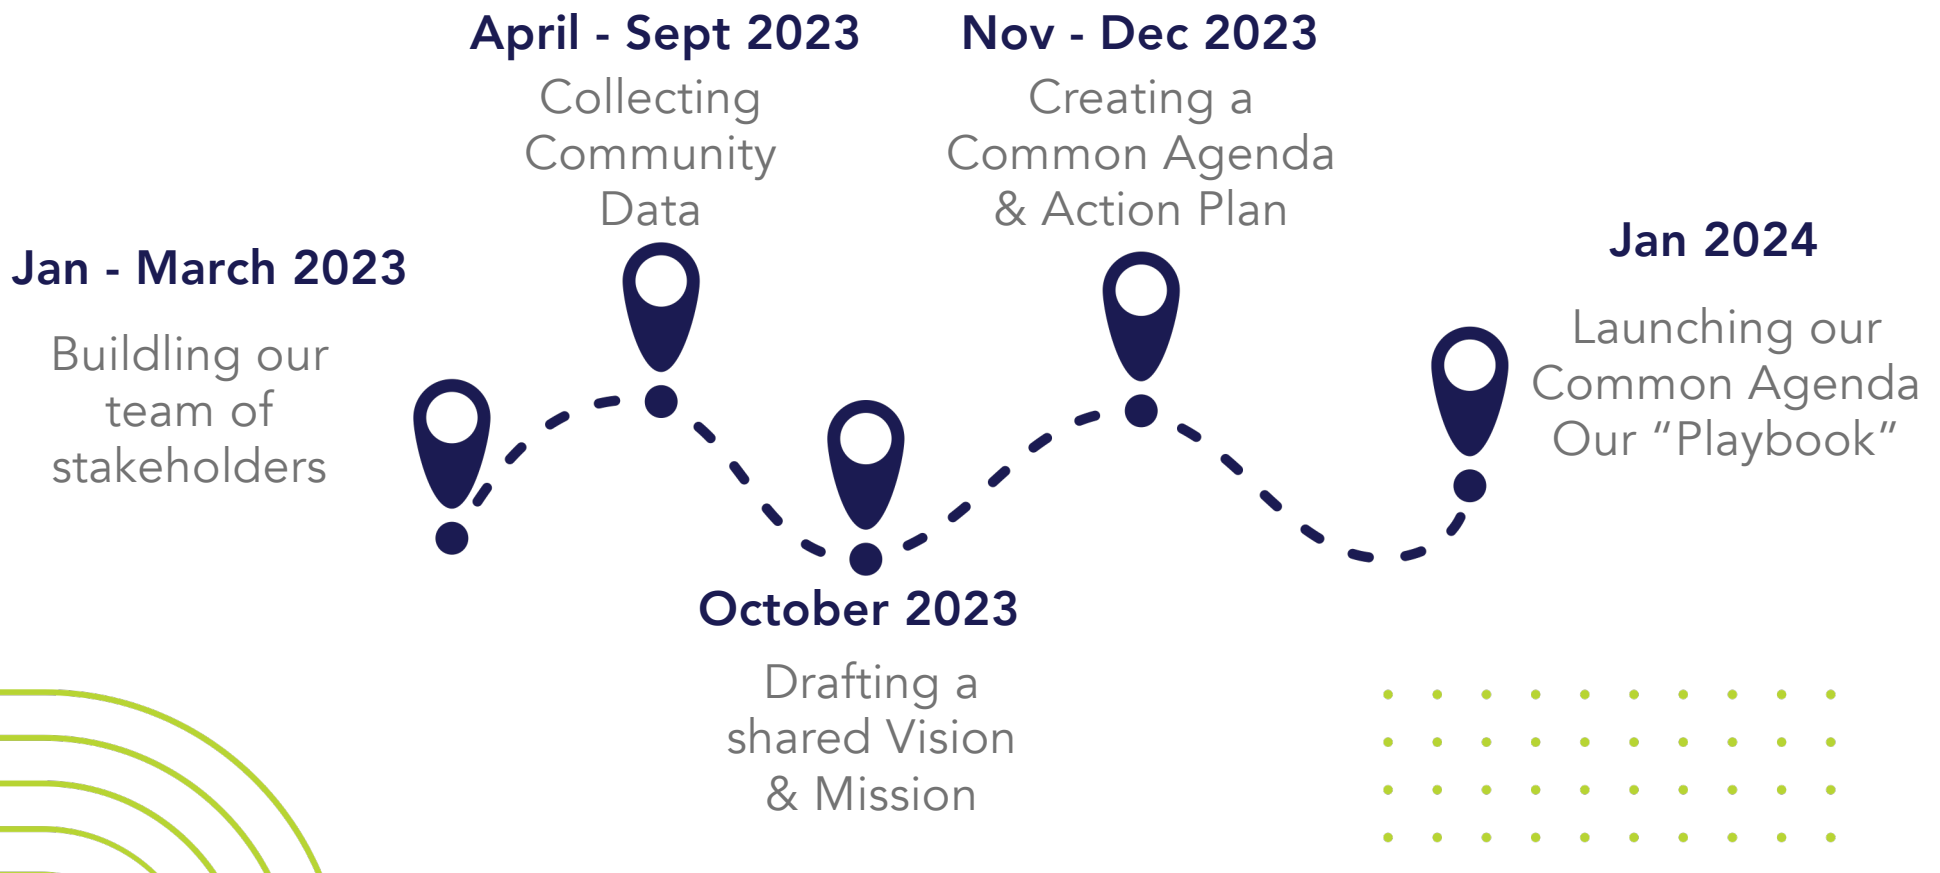 Jan - March 2023
Buildling our
team of
stakeholders
April - Sept 2023
Collecting
Community
Data
October 2023
Drafting a
shared Vision
& Mission
Nov - Dec 2023
Creating a
Common Agenda
& Action Plan
Jan 2024
Launching our
Common Agenda
Our “Playbook”